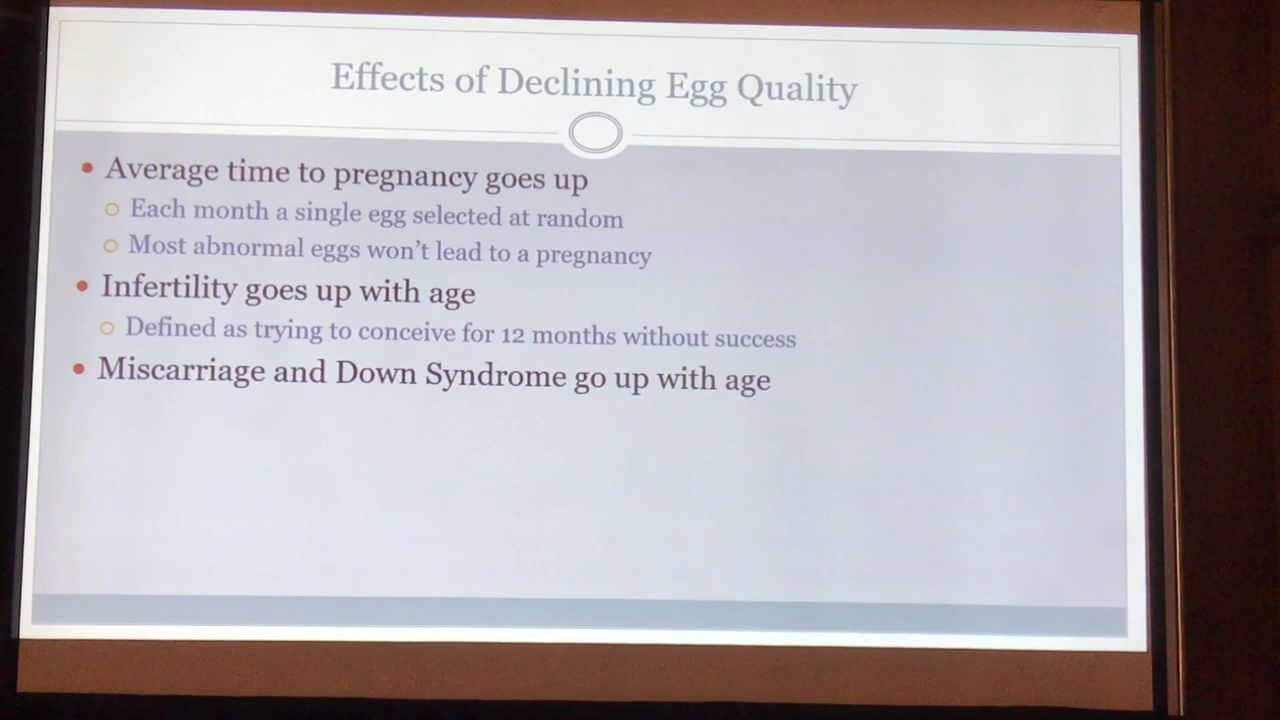 Effects of Declining Egg Quality
• Average time to pregnancy goes up
○ Each month a single egg selected at random
○ Most abnormal eggs won't lead to a pregnancy
• Infertility goes up with age
○ Defined as trying to conceive for 12 months without success
• Miscarriage and Down Syndrome go up with age